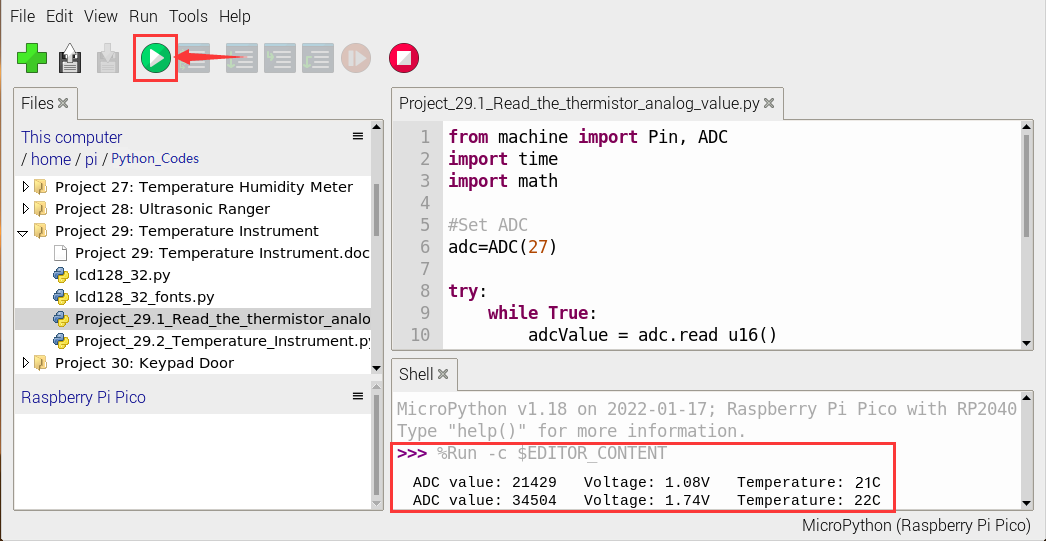 File Edit View Run Tools Help
Files
This computer
/ home / pi / Python_Codes
Project 27: Temperature Humidity Meter
Project 28: Ultrasonic Ranger
Project 29: Temperature Instrument
Project 29: Temperature Instrument.doc
lcd128_32.py
lcd128_32_fonts.py
Project_29.1_Read_the_thermistor_analo
Project_29.2_Temperature_Instrument.py
Project 30: Keypad Door
Raspberry Pi Pico
Project_29.1_Read_the_thermistor_analog_value.py
1 from machine import Pin, ADC
2 import time
3 import math
4
5 #Set ADC
6 adc=ADC(27)
7
8 try:
9 while True:
10 adcValue = adc.read_u16()
Shell
MicroPython v1.18 on 2022-01-17; Raspberry Pi Pico with RP2040
Type "help()" for more information.
>>> %Run -c $EDITOR_CONTENT
ADC value: 21429 Voltage: 1.08V Temperature: 21C
ADC value: 34504 Voltage: 1.74V Temperature: 22C
MicroPython (Raspberry Pi Pico)